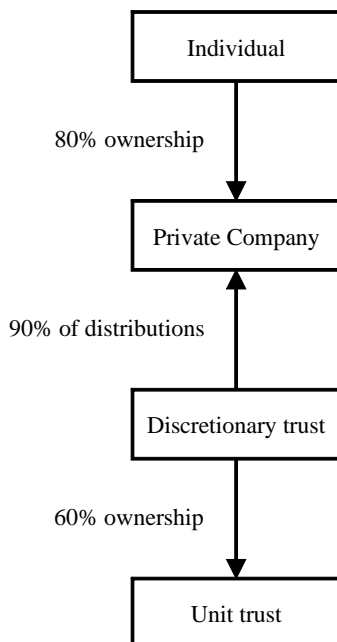 Individual
80% ownership
Private Company
90% of distributions
Discretionary trust
60% ownership
Unit trust